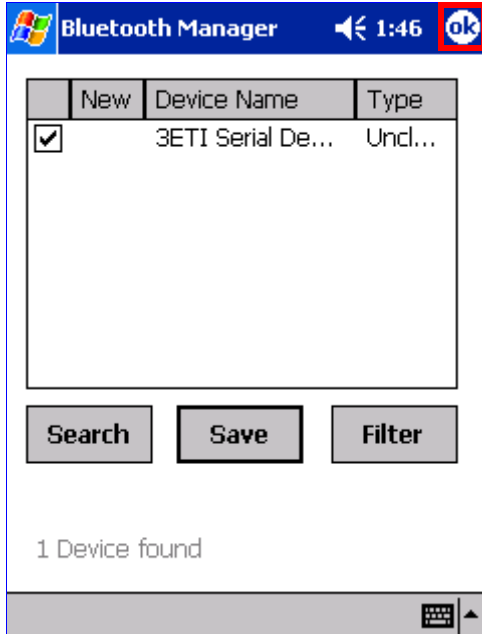 Bluetooth Manager 1:46 ok
New Device Name Type
3ETI Serial De... Uncl...
Search Save Filter
1 Device found